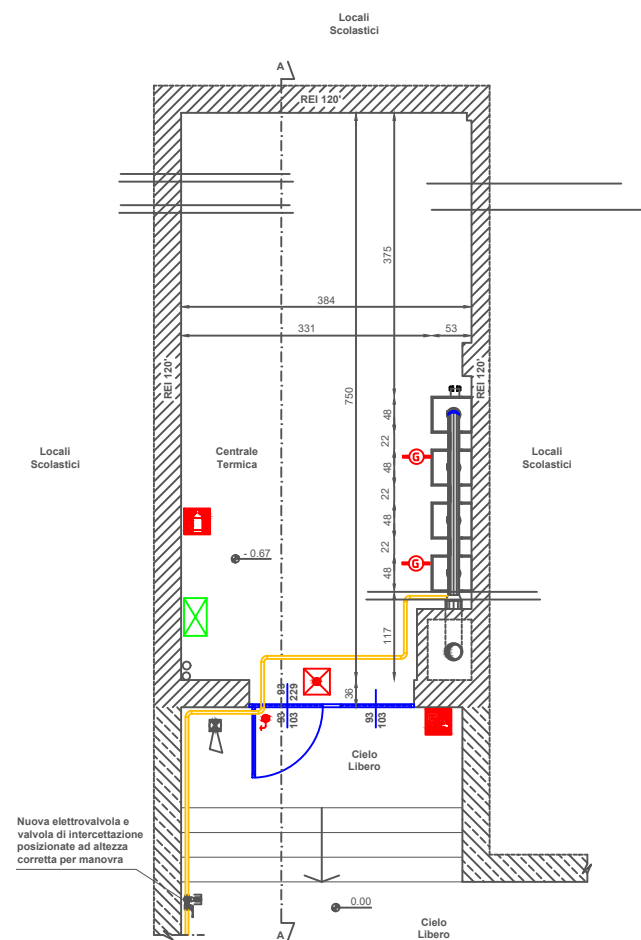 Locali
Scolastici
A
REI 120'
375
384
331
53
750
REI 120'
REI 120'
48
22
48
22
48
22
48
117
Locali
Scolastici
Centrale
Termica
Locali
Scolastici
G
G
- 0.67
36
93
229
93
103
93
103
Cielo
Libero
Nuova elettrovalvola e
valvola di intercettazione
posizionate ad altezza
corretta per manovra
0.00
A
Cielo
Libero